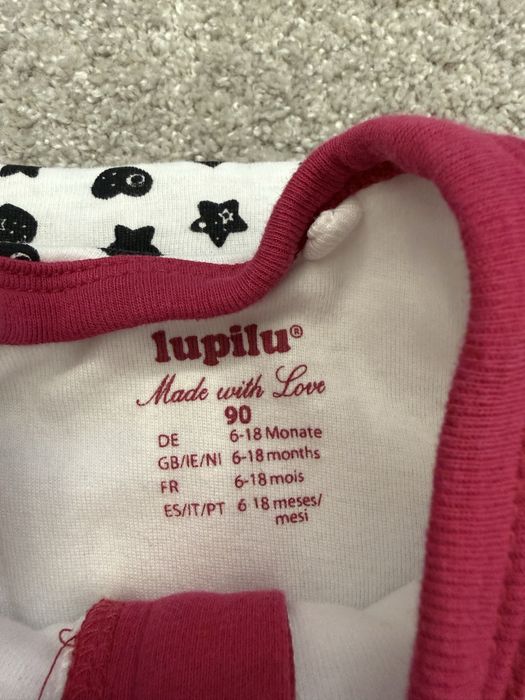 lupilu®
Made with Love
90
DE 6-18 Monate
GB/IE/NI 6-18 months
FR 6-18 mois
ES/IT/PT 6 18 meses/
mesi